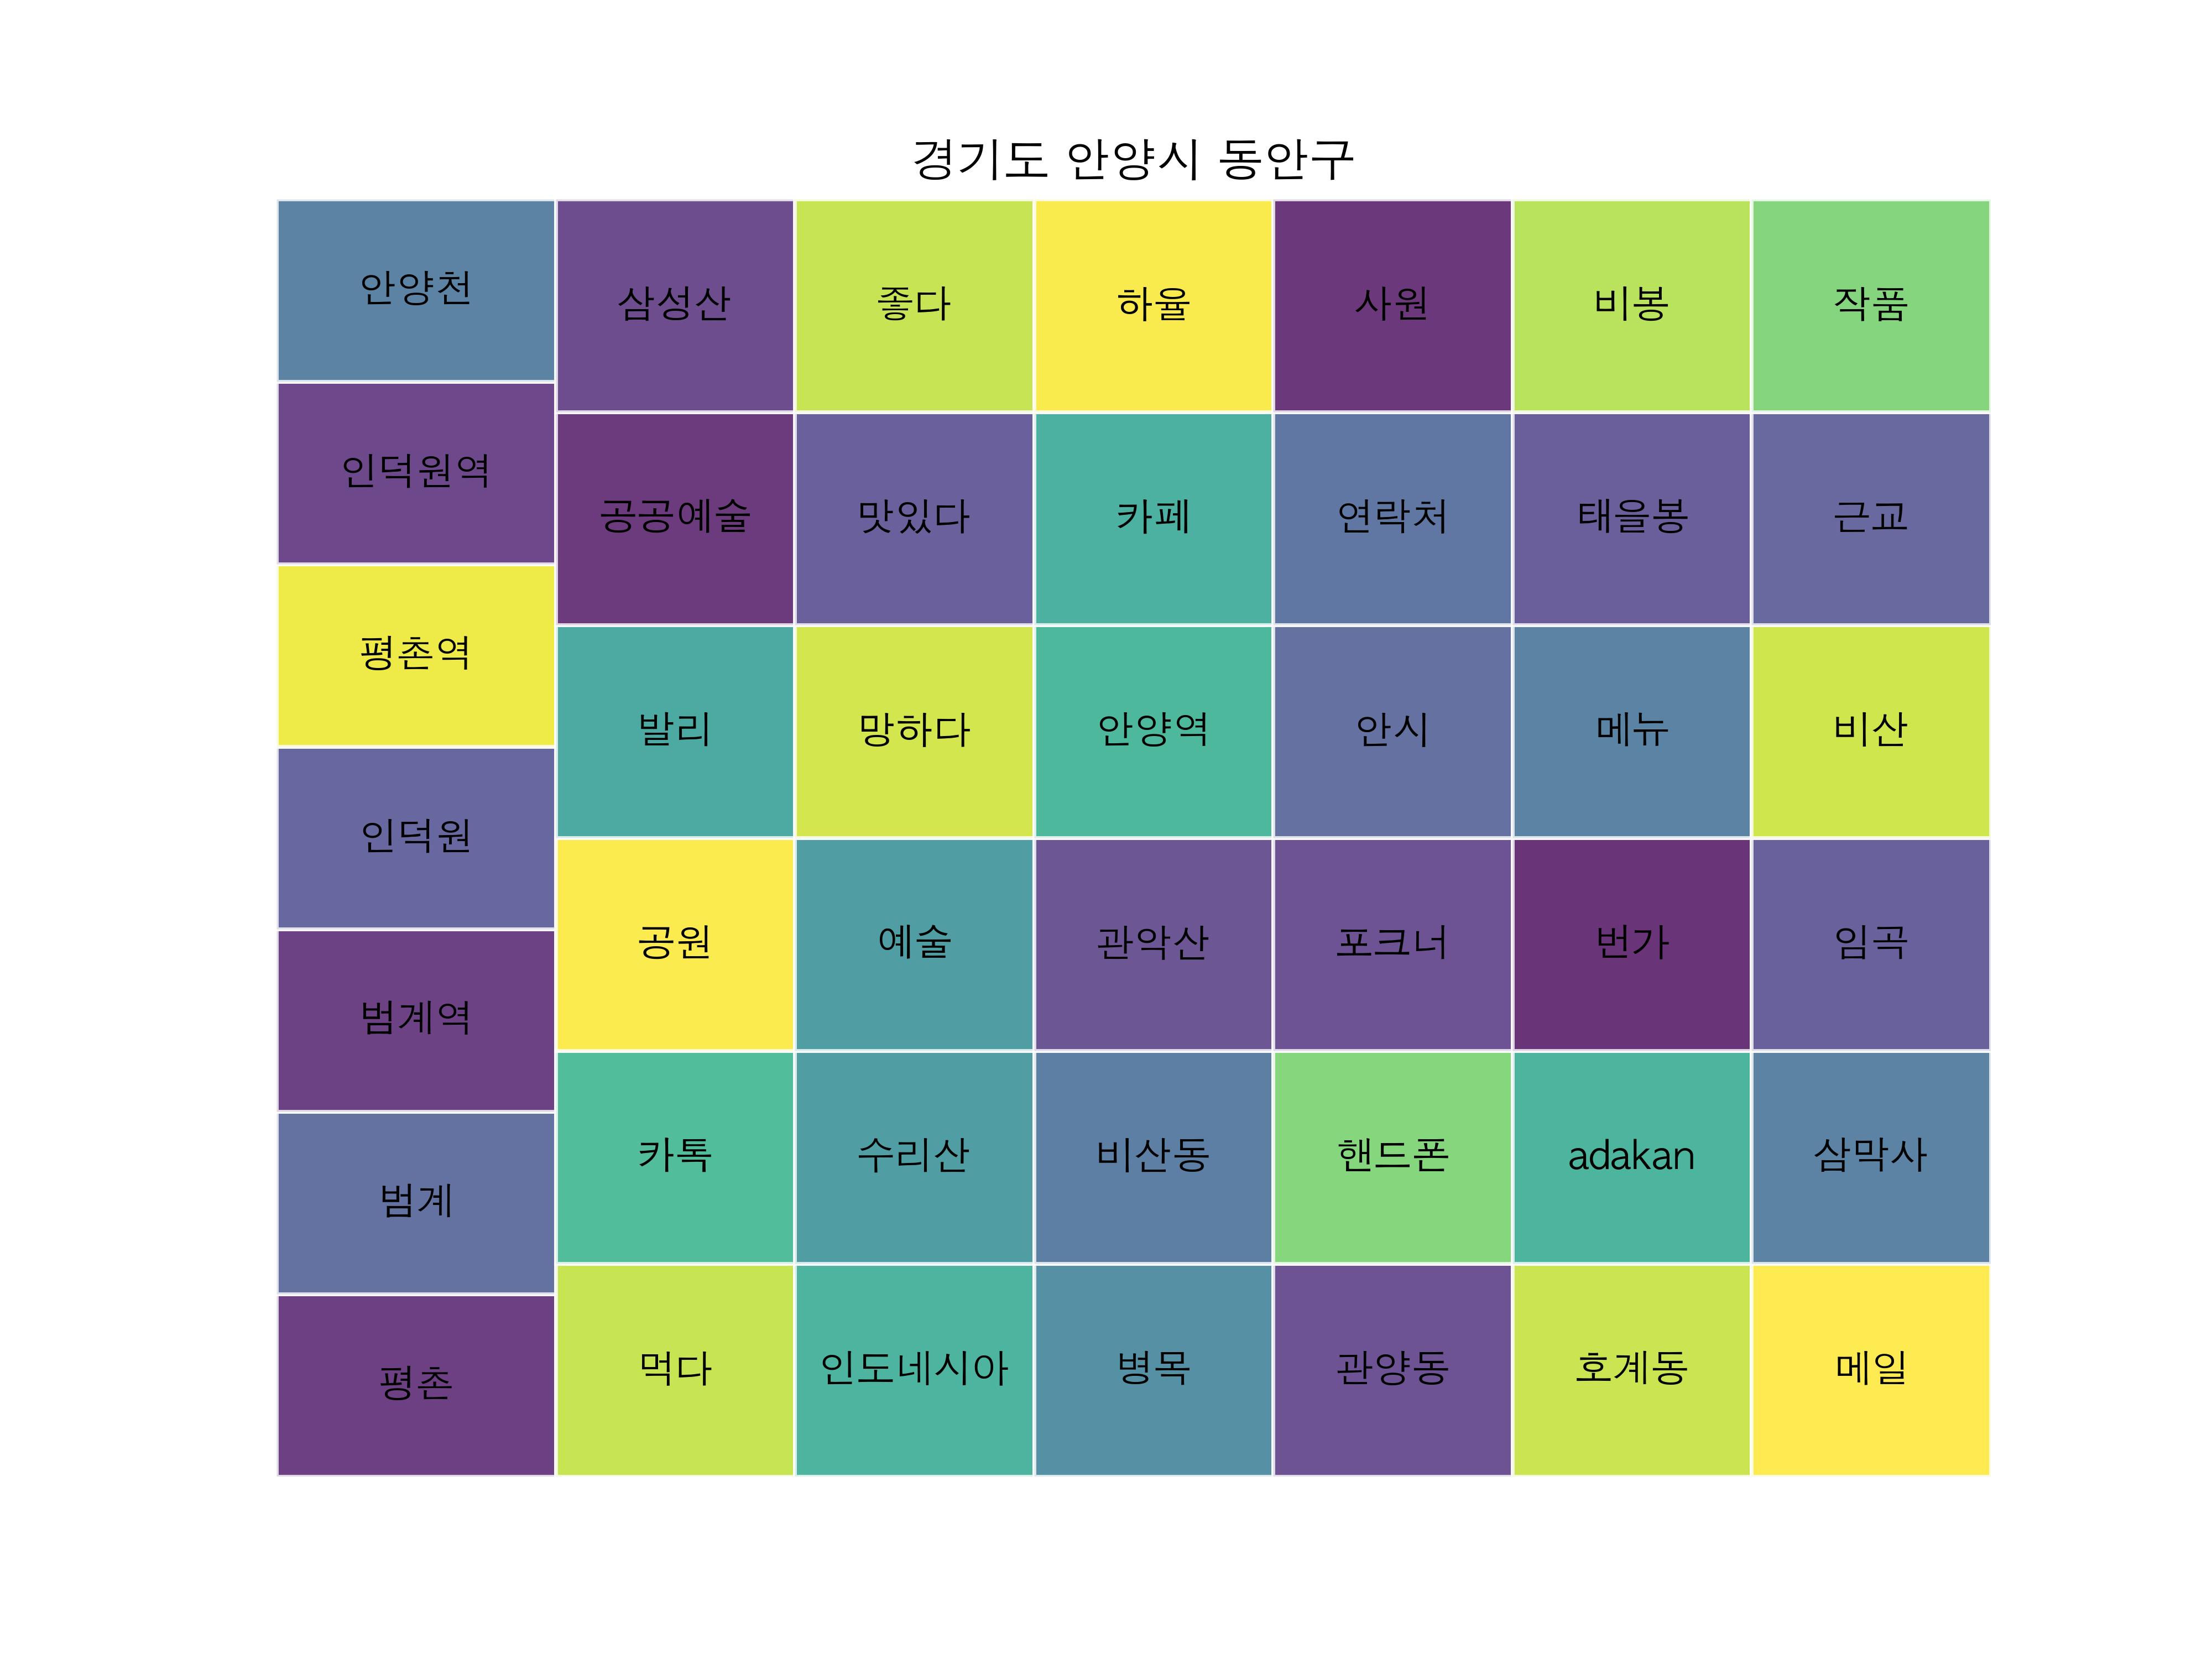 경기도 안양시 동안구
안양천
인덕원역
평촌역
인덕원
범계역
범계
평촌
삼성산
좋다
하율
사원
비봉
작품
공공예술
맛있다
카페
연락처
태을봉
근교
발리
망하다
안양역
안시
메뉴
비산
공원
예술
관악산
포크너
번가
임곡
카톡
수리산
비산동
핸드폰
adakan
삼막사
먹다
인도네시아
병목
관양동
호계동
메일